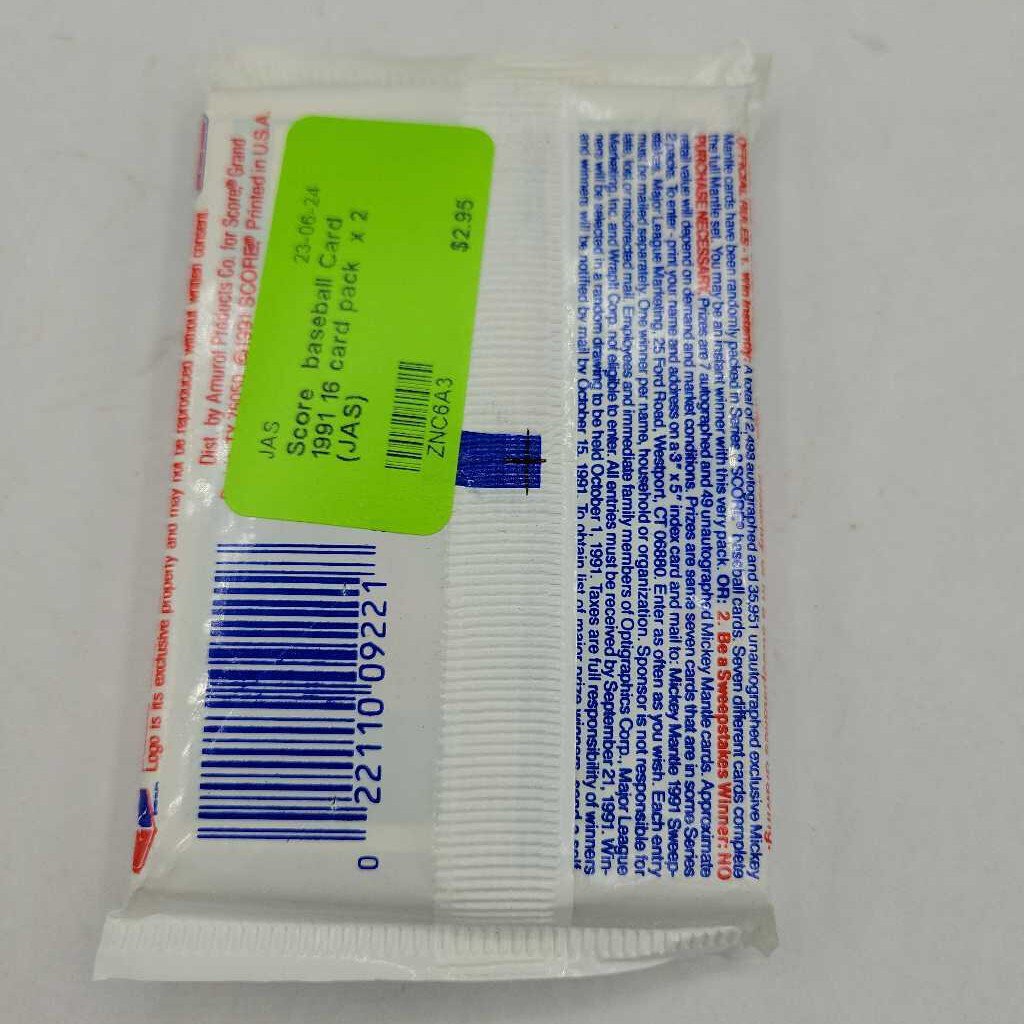 Logo is its exclusive property and may not be reproduced without written consent.
Dist. by Amurol Products Co. for Score,® Grand
©1991 SCORE® Printed in U.S.A.
23-06-24
JAS
Score baseball Card
1991 16 card pack x 2
(JAS)
$2.95
ZNC6A3
0 22110 09221
OFFICIAL RULES - 1. Win Instantly: A total of 2,493 autographed and 35,951 unautographed exclusive Mickey
Mantle cards have been randomly packed in Series SCORE® baseball cards. Seven different cards complete
the full Mantle set. You may be an instant winner with this very pack. OR: 2. Be a Sweepstakes Winner: NO
PURCHASE NECESSARY. Prizes are 7 autographed and 49 unautographed Mickey Mantle cards. Approximate
retail value will depend on demand and market conditions. Prizes are same seven cards that are in some Series
2 packs. To enter - print your name and address on a 3" x 5" index card and mail to: Mickey Mantle 1991 Sweep-
stakes, Major League Marketing, 25 Ford Road, Westport, CT 06880. Enter as often as you wish. Each entry
must be mailed separately. One winner per name, household or organization. Sponsor is not responsible for
late, lost or misdirected mail. Employees and immediate family members of Optigraphics Corp., Major League
Marketing, Inc. and Wrapft Corp. not eligible to enter. All entries must be received by September 21, 1991. Win-
ners will be selected in a random drawing to be held October 1, 1991. Taxes are full responsibility of winners
and winners will be notified by mail by October 15, 1991. To obtain list of major prize winners